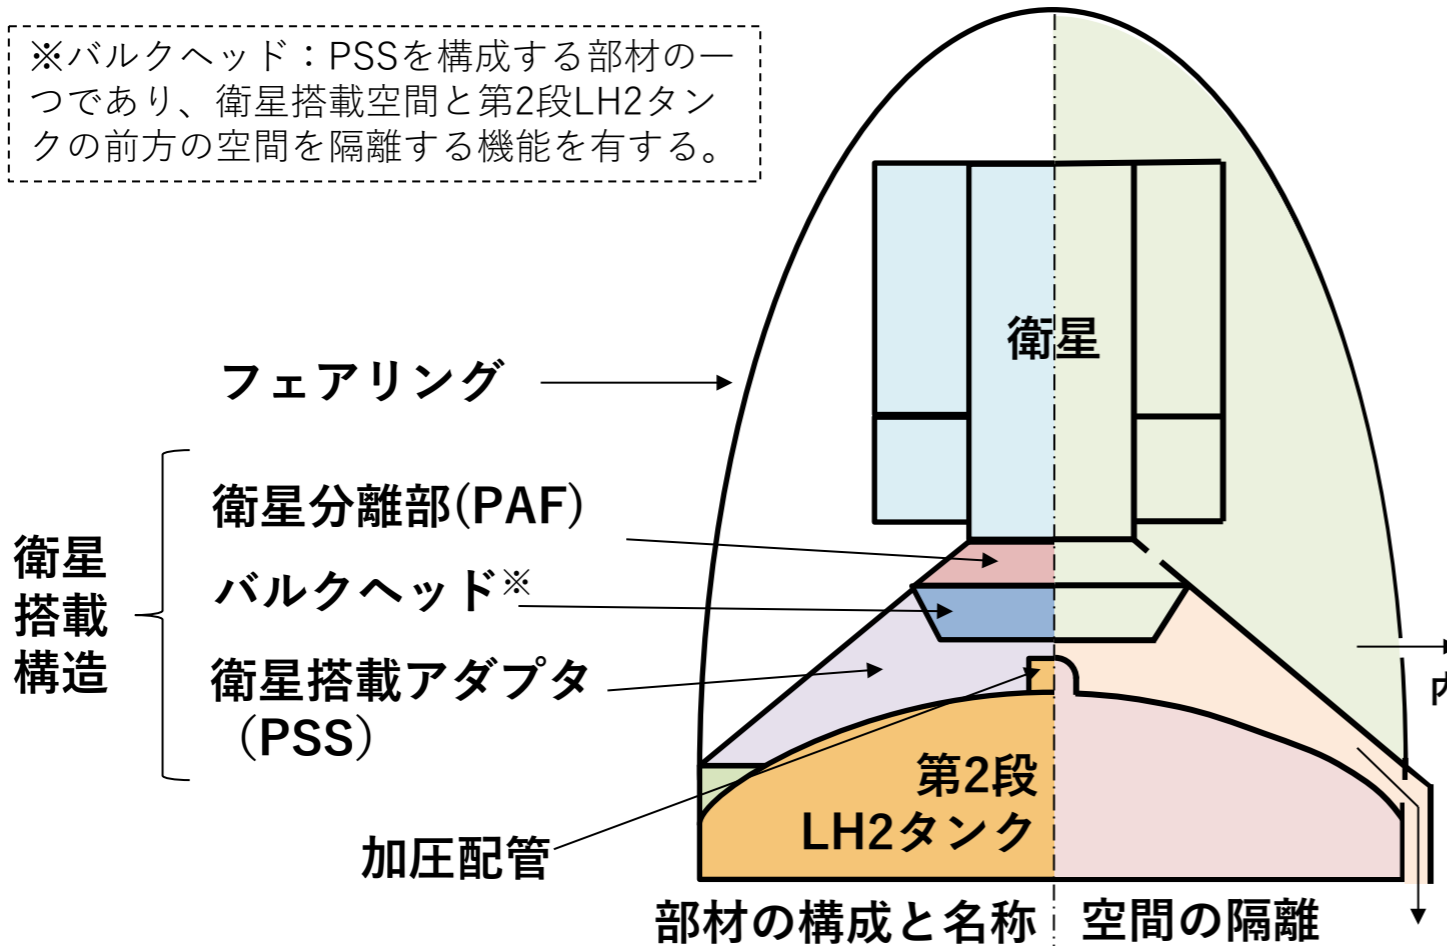 ※バルクヘッド：PSSを構成する部材の一
つであり、衛星搭載空間と第2段LH2タン
クの前方の空間を隔離する機能を有する。
衛星
フェアリング
衛星分離部(PAF)
バルクヘッド※
衛星搭載アダプタ
（PSS）
衛星
搭載
構造
加圧配管
第2段
LH2タンク
部材の構成と名称
空間の隔離